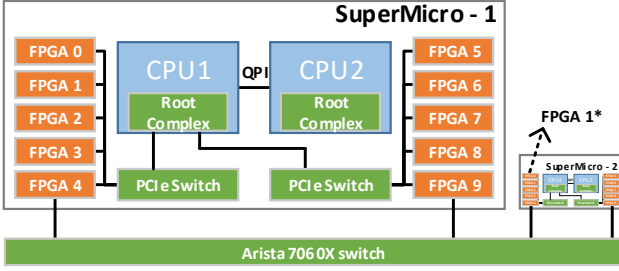 SuperMicro - 1
FPGA 0
FPGA 1
FPGA 2
FPGA 3
FPGA 4
CPU1
QPI
CPU2
Root
Complex
Root
Complex
PCIe Switch
PCIe Switch
FPGA 5
FPGA 6
FPGA 7
FPGA 8
FPGA 9
FPGA 1*
SuperMicro - 2
CPU1
CPU2
Arista 7060X switch